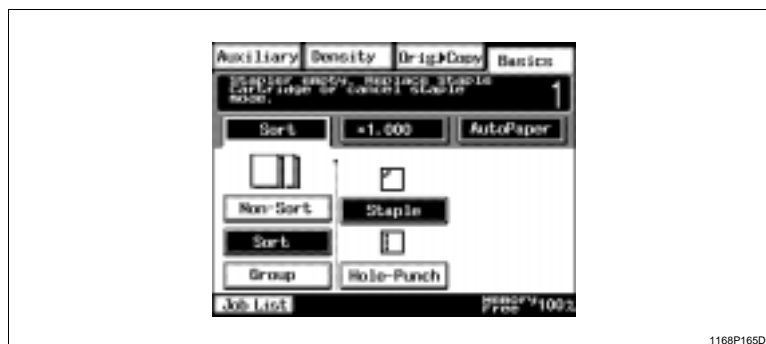 Auxiliary Density Orig.▸Copy Basics
Stapler empty. Replace staple
cartridge or cancel staple
mode.
1
Sort ×1.000 AutoPaper
Non-Sort Staple
Sort
Group Hole-Punch
Job List Memory Free 100%
1168P165D